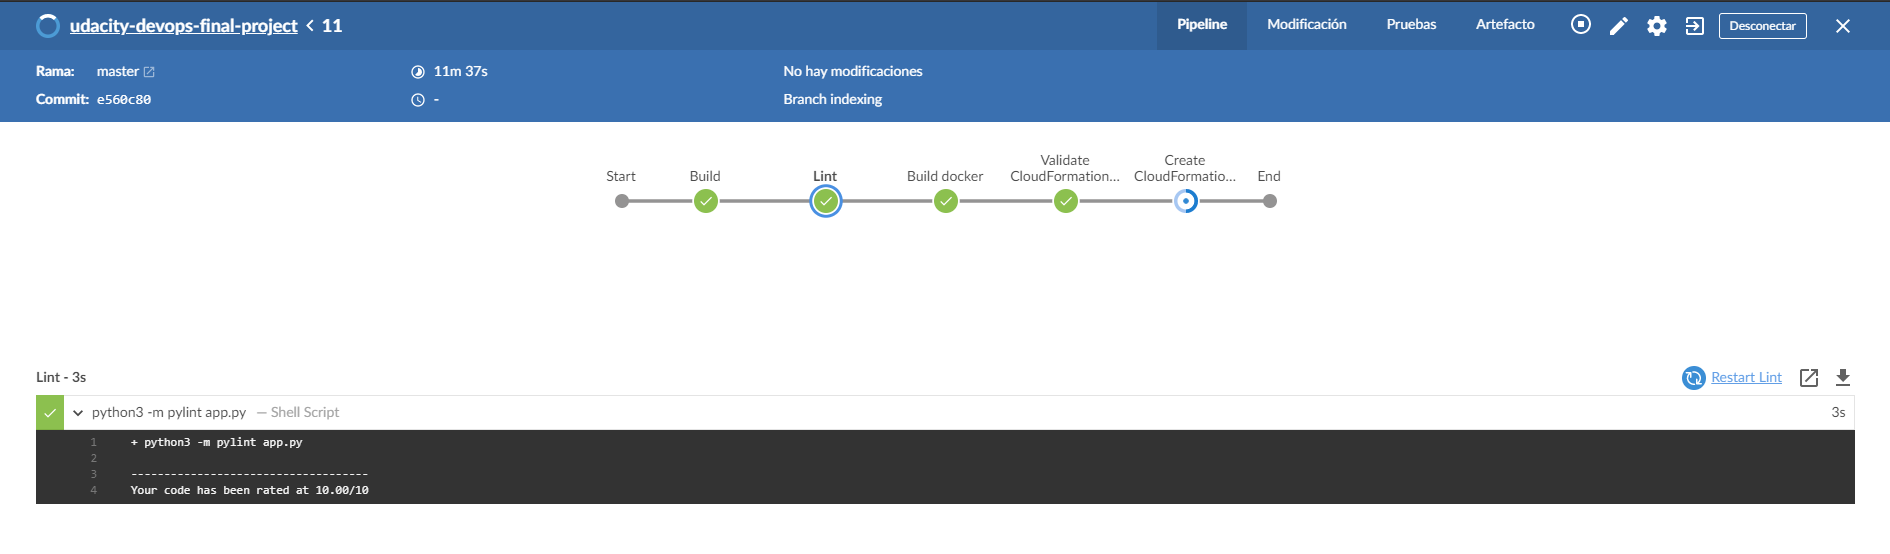 udacity-devops-final-project < 11
Pipeline Modificación Pruebas Artefacto Desconectar
Rama: master 11m 37s No hay modificaciones
Commit: e560c80 - Branch indexing
Start
Build
Lint
Build docker
Validate
CloudFormation...
Create
CloudFormatio...
End
Lint - 3s Restart Lint
python3 -m pylint app.py — Shell Script 3s
1 + python3 -m pylint app.py
2
3 ------------------------------------
4 Your code has been rated at 10.00/10